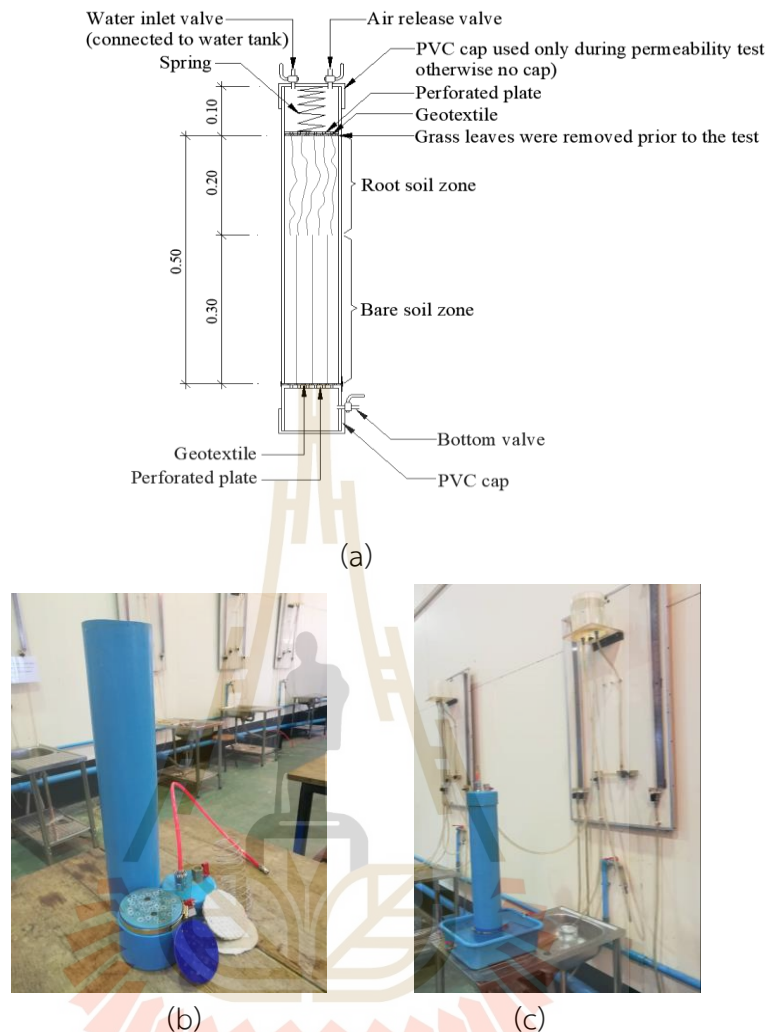 Water inlet valve
(connected to water tank)
Spring
Air release valve
PVC cap used only during permeability test
otherwise no cap)
Perforated plate
Geotextile
Grass leaves were removed prior to the test
0.10
0.20
0.50
0.30
Root soil zone
Bare soil zone
Bottom valve
PVC cap
Geotextile
Perforated plate
(a)
(b)
(c)